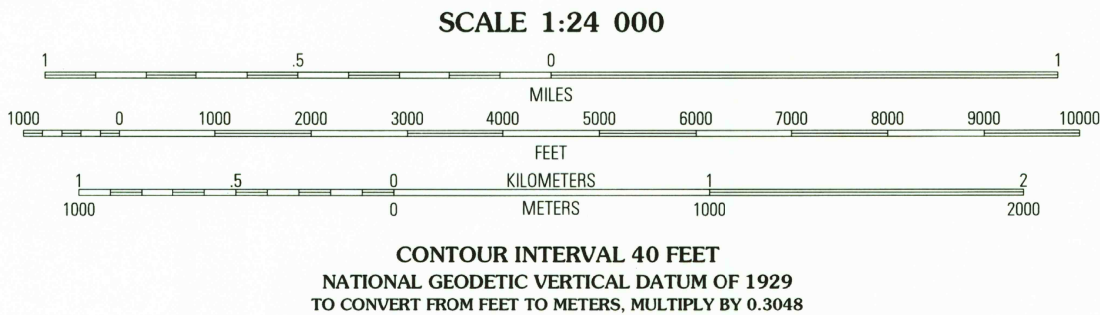 SCALE 1:24 000
1 .5 0 1
MILES
1000 0 1000 2000 3000 4000 5000 6000 7000 8000 9000 10000
FEET
1 .5 0 KILOMETERS 1 2
1000 0 METERS 1000 2000
CONTOUR INTERVAL 40 FEET
NATIONAL GEODETIC VERTICAL DATUM OF 1929
TO CONVERT FROM FEET TO METERS, MULTIPLY BY 0.3048